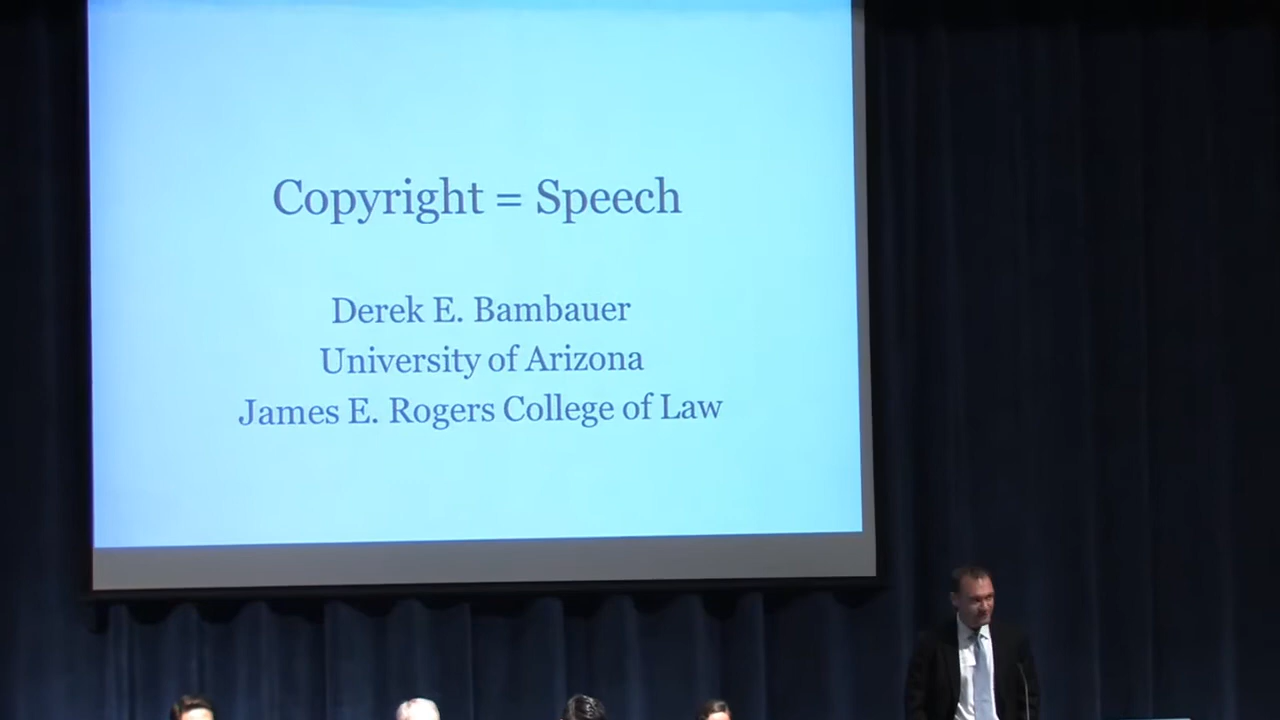 Copyright = Speech
Derek E. Bambauer
University of Arizona
James E. Rogers College of Law